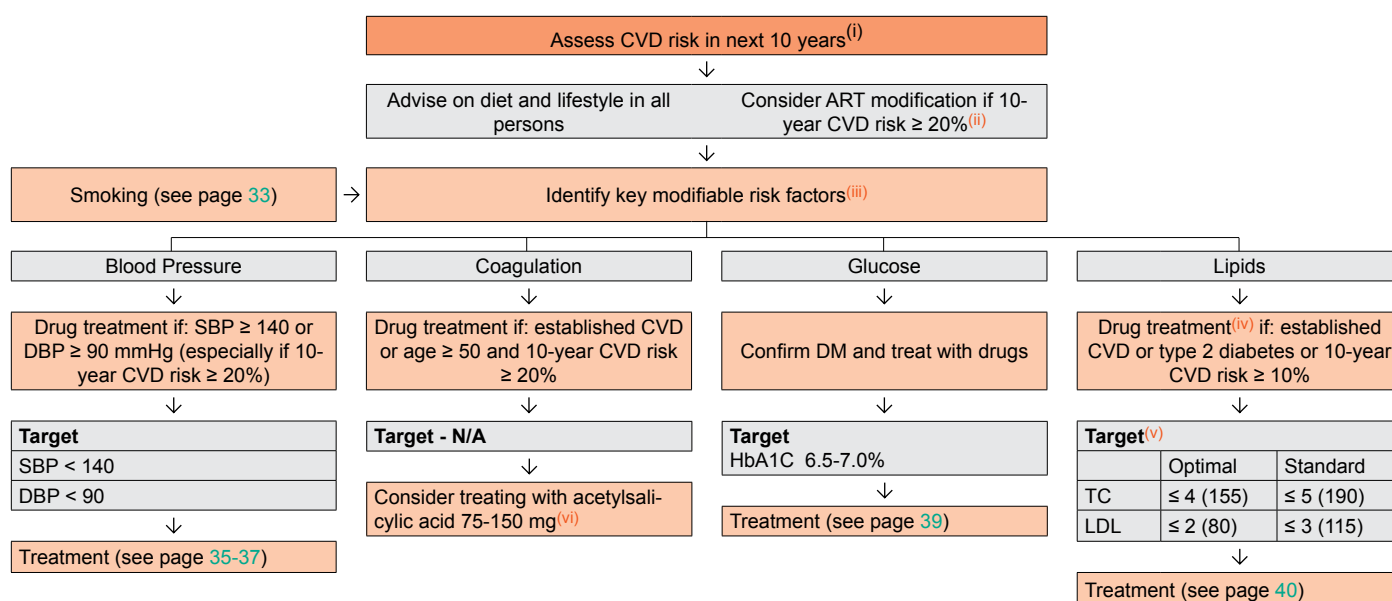 Assess CVD risk in next 10 years(i)
Advise on diet and lifestyle in all
persons
Consider ART modification if 10-
year CVD risk ≥ 20%(ii)
Smoking (see page 33)
Identify key modifiable risk factors(iii)
Blood Pressure
Drug treatment if: SBP ≥ 140 or
DBP ≥ 90 mmHg (especially if 10-
year CVD risk ≥ 20%)
Target
SBP < 140
DBP < 90
Treatment (see page 35-37)
Coagulation
Drug treatment if: established CVD
or age ≥ 50 and 10-year CVD risk
≥ 20%
Target - N/A
Consider treating with acetylsali-
cylic acid 75-150 mg(vi)
Glucose
Confirm DM and treat with drugs
Target
HbA1C 6.5-7.0%
Treatment (see page 39)
Lipids
Drug treatment(iv) if: established
CVD or type 2 diabetes or 10-year
CVD risk ≥ 10%
Target(v)
Optimal Standard
TC ≤ 4 (155) ≤ 5 (190)
LDL ≤ 2 (80) ≤ 3 (115)
Treatment (see page 40)